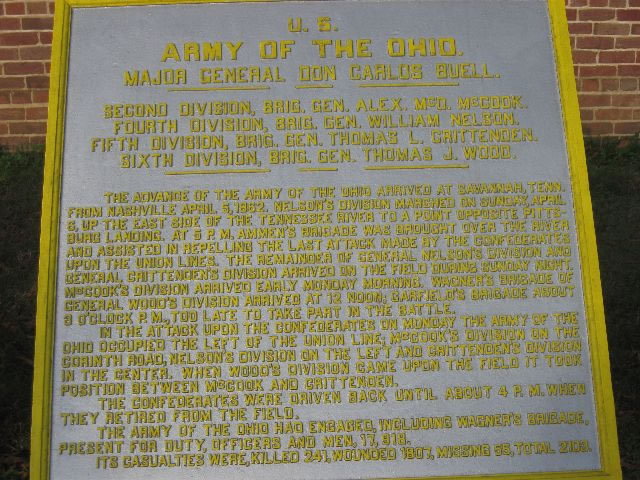 U. S.
ARMY OF THE OHIO.
MAJOR GENERAL DON CARLOS BUELL.
SECOND DIVISION, BRIG. GEN. ALEX. McD. McCOOK.
FOURTH DIVISION, BRIG. GEN. WILLIAM NELSON.
FIFTH DIVISION, BRIG. GEN. THOMAS L. CRITTENDEN.
SIXTH DIVISION, BRIG. GEN. THOMAS J. WOOD.
THE ADVANCE OF THE ARMY OF THE OHIO ARRIVED AT SAVANNAH, TENN.
FROM NASHVILLE APRIL 5, 1862. NELSON'S DIVISION MARCHED ON SUNDAY, APRIL
6, UP THE EAST SIDE OF THE TENNESSEE RIVER TO A POINT OPPOSITE PITTS-
BURG LANDING. AT 5 P. M. AMMEN'S BRIGADE WAS BROUGHT OVER THE RIVER
AND ASSISTED IN REPELLING THE LAST ATTACK MADE BY THE CONFEDERATES
UPON THE UNION LINES. THE REMAINDER OF GENERAL NELSON'S DIVISION AND
GENERAL CRITTENDEN'S DIVISION ARRIVED ON THE FIELD DURING SUNDAY NIGHT.
McCOOK'S DIVISION ARRIVED EARLY MONDAY MORNING. WAGNER'S BRIGADE OF
GENERAL WOOD'S DIVISION ARRIVED AT 12 NOON; GARFIELD'S BRIGADE ABOUT
3 O'CLOCK P. M., TOO LATE TO TAKE PART IN THE BATTLE.
IN THE ATTACK UPON THE CONFEDERATES ON MONDAY THE ARMY OF THE
OHIO OCCUPIED THE LEFT OF THE UNION LINE; McCOOK'S DIVISION ON THE
CORINTH ROAD, NELSON'S DIVISION ON THE LEFT AND CRITTENDEN'S DIVISION
IN THE CENTER. WHEN WOOD'S DIVISION CAME UPON THE FIELD IT TOOK
POSITION BETWEEN McCOOK AND CRITTENDEN.
THE CONFEDERATES WERE DRIVEN BACK UNTIL ABOUT 4 P. M. WHEN
THEY RETIRED FROM THE FIELD.
THE ARMY OF THE OHIO HAD ENGAGED, INCLUDING WAGNER'S BRIGADE,
PRESENT FOR DUTY, OFFICERS AND MEN, 17, 918.
ITS CASUALTIES WERE, KILLED 241, WOUNDED 1807, MISSING 55, TOTAL 2103.